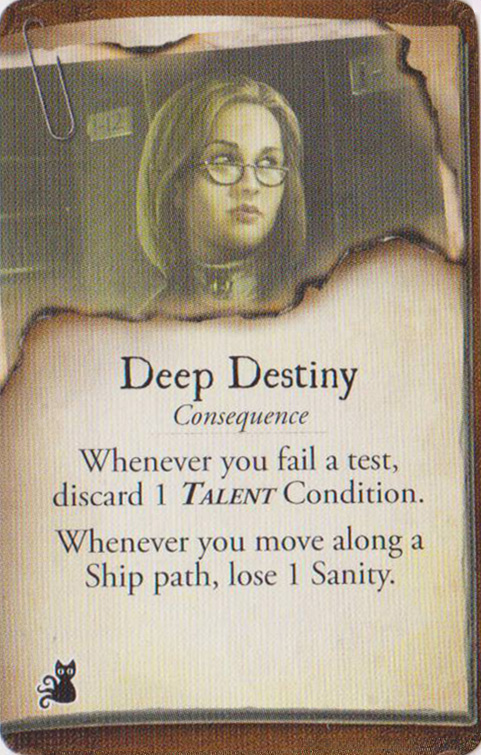 Deep Destiny
Consequence
Whenever you fail a test,
discard 1 TALENT Condition.
Whenever you move along a
Ship path, lose 1 Sanity.